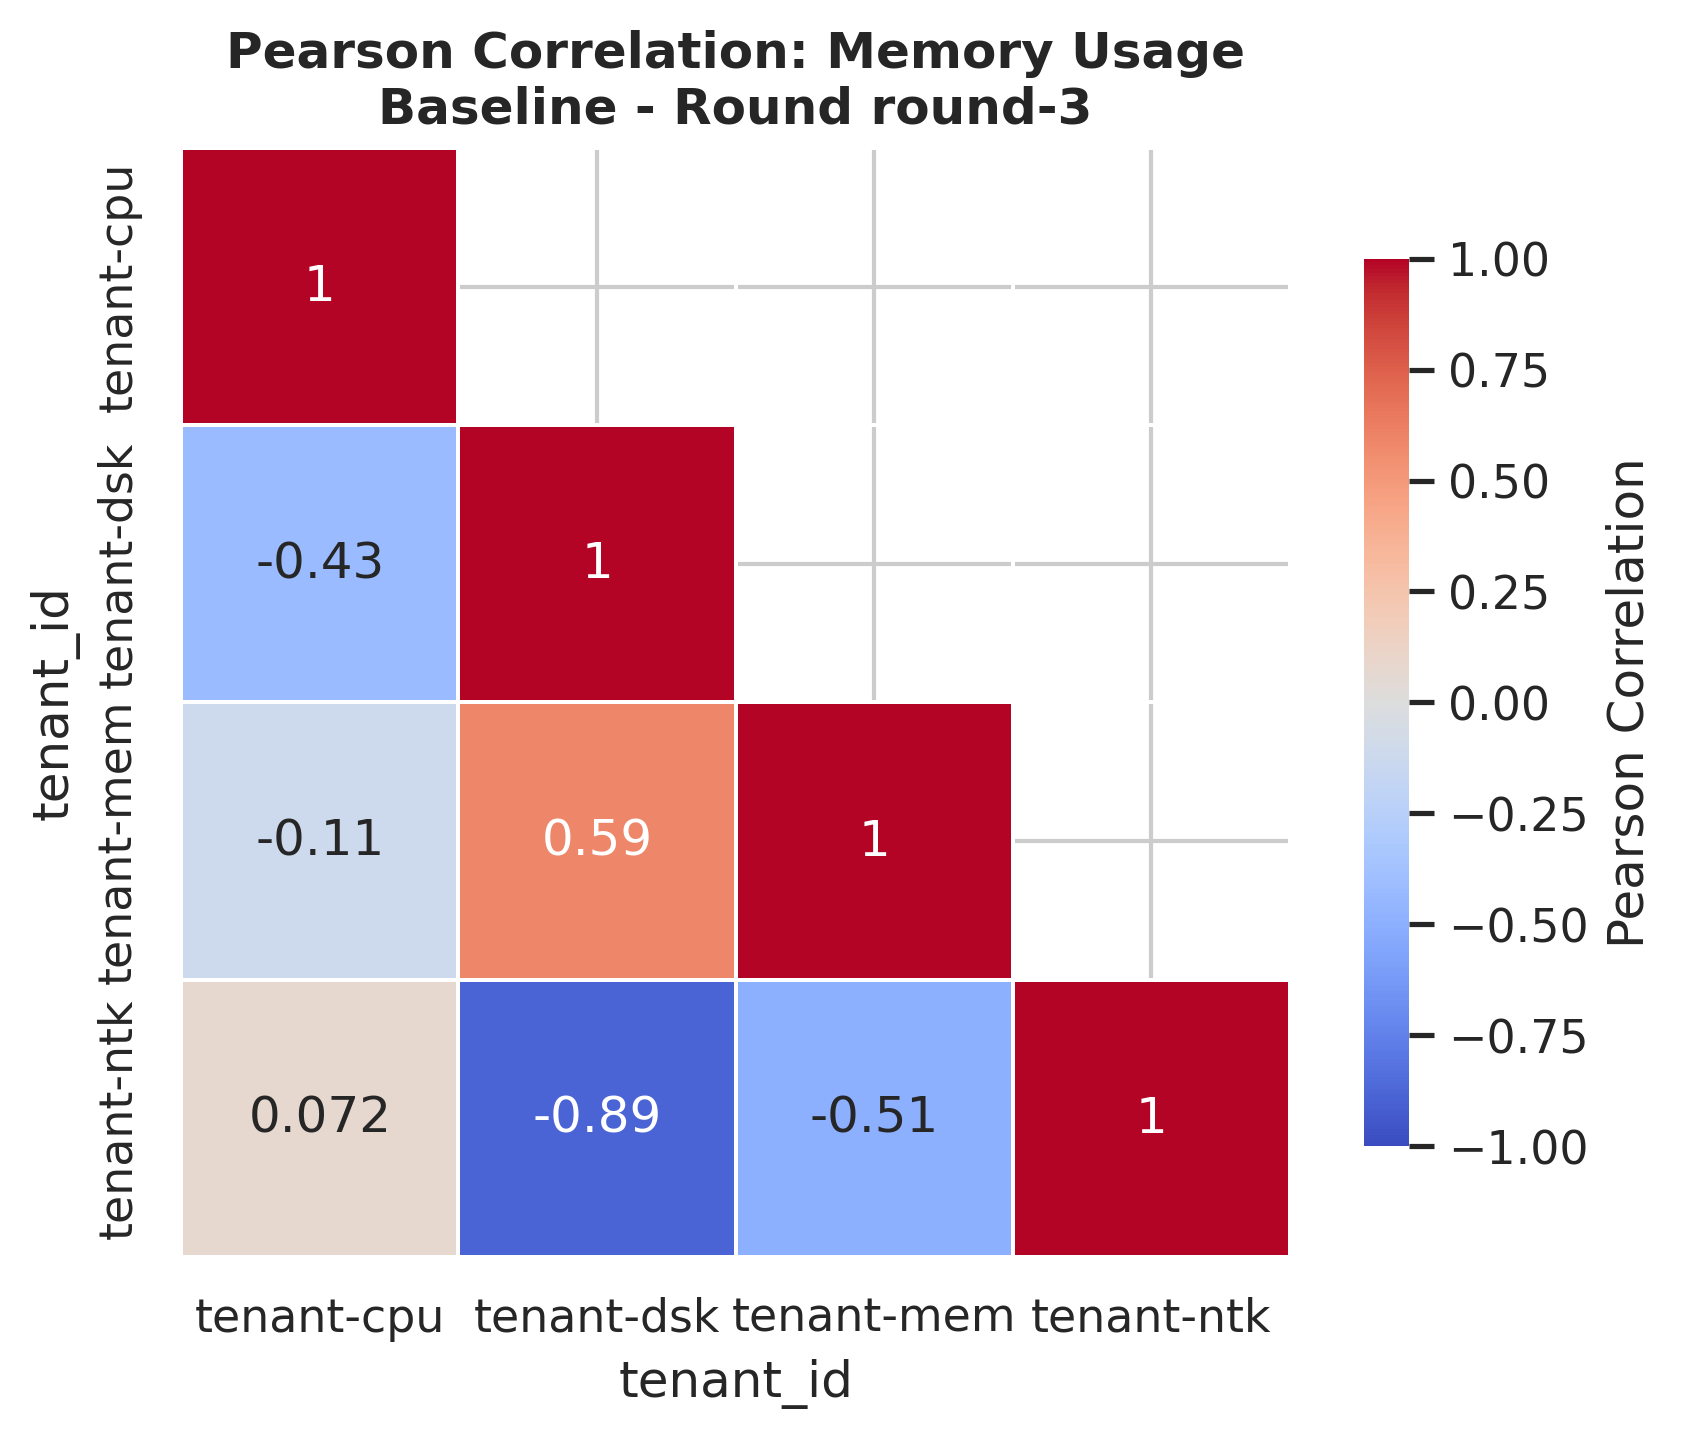 Pearson Correlation: Memory Usage
Baseline - Round round-3
tenant_id
tenant-cpu
1
tenant-dsk
-0.43
1
tenant-mem
-0.11
0.59
1
tenant-ntk
0.072
-0.89
-0.51
1
tenant-cpu
tenant-dsk
tenant-mem
tenant-ntk
tenant_id
1.00
0.75
0.50
0.25
0.00
−0.25
−0.50
−0.75
−1.00
Pearson Correlation